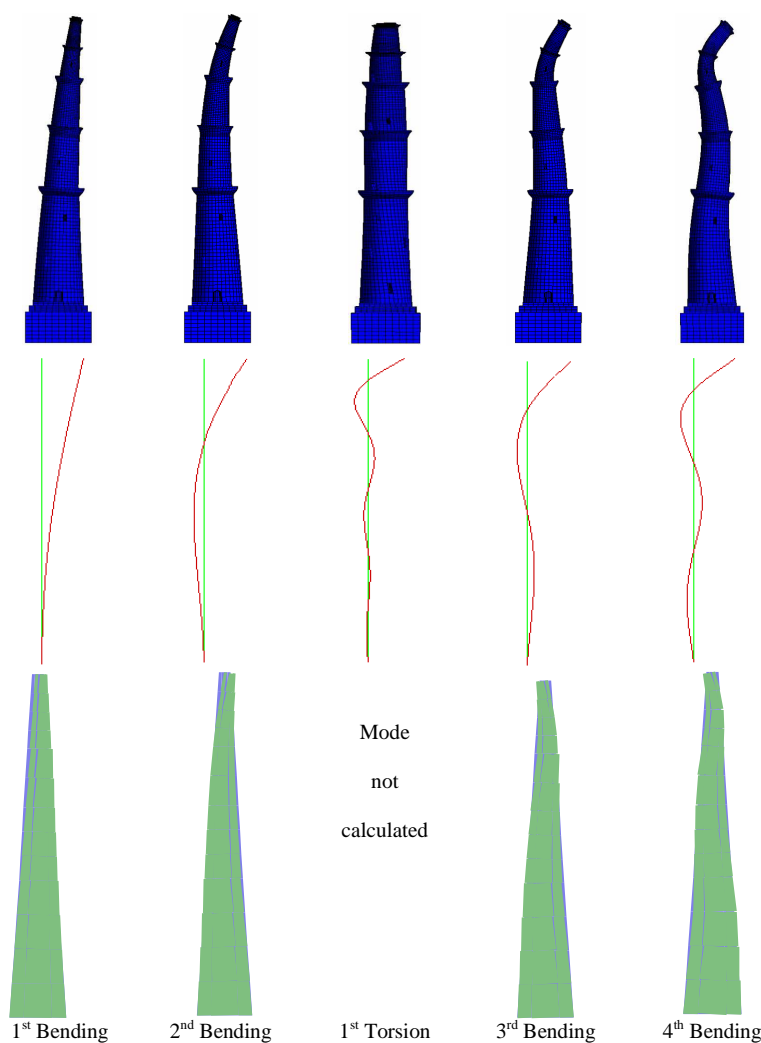 Mode
not
calculated
1st Bending
2nd Bending
1st Torsion
3rd Bending
4th Bending